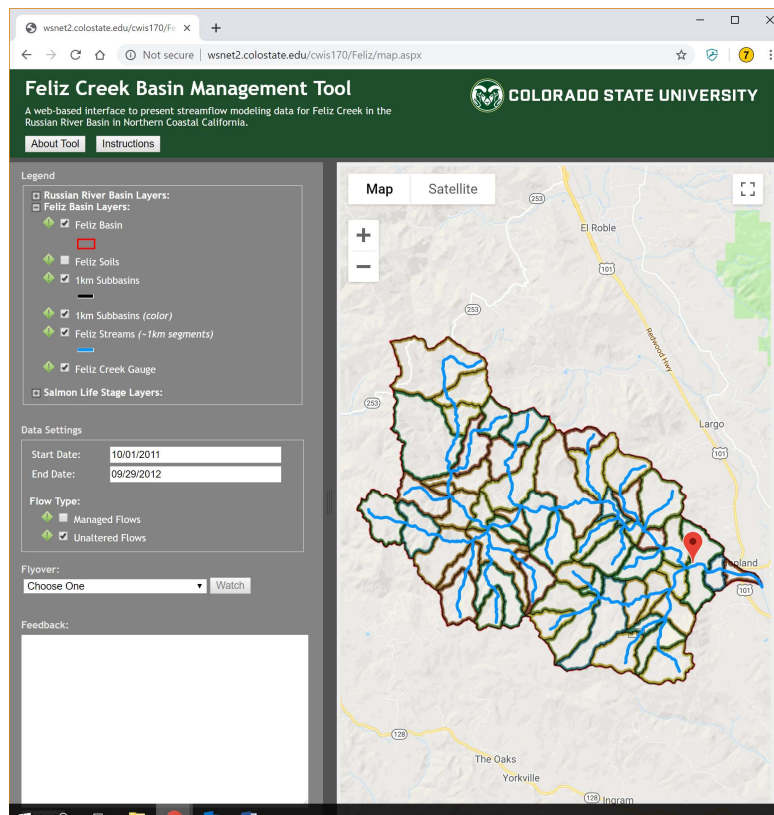 wsnet2.colostate.edu/cwis170/Fe
Not secure | wsnet2.colostate.edu/cwis170/Feliz/map.aspx
7
Feliz Creek Basin Management Tool
A web-based interface to present streamflow modeling data for Feliz Creek in the
Russian River Basin in Northern Coastal California.
About Tool Instructions
COLORADO STATE UNIVERSITY
Legend
Russian River Basin Layers:
Feliz Basin Layers:
Feliz Basin
Feliz Soils
1km Subbasins
1km Subbasins (color)
Feliz Streams (~1km segments)
Feliz Creek Gauge
Salmon Life Stage Layers:
Data Settings
Start Date: 10/01/2011
End Date: 09/29/2012
Flow Type:
Managed Flows
Unaltered Flows
Flyover:
Choose One Watch
Feedback:
Map Satellite
253
El Roble
101
253
Redwood Hwy
253
Largo
101
opland
101
128
The Oaks
Yorkville
128 Ingram